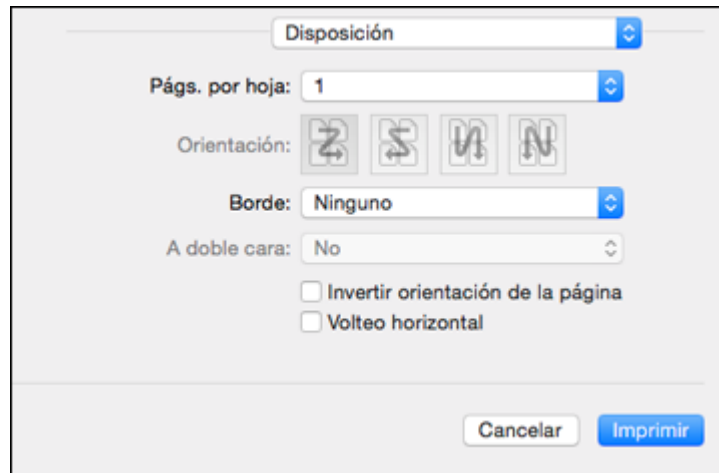 Disposición
Págs. por hoja: 1
Orientación:
Borde: Ninguno
A doble cara: No
Invertir orientación de la página
Volteo horizontal
Cancelar Imprimir